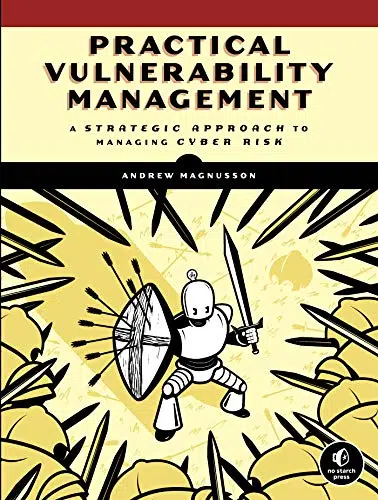 PRACTICAL
VULNERABILITY
MANAGEMENT
A STRATEGIC APPROACH TO
MANAGING CYBER RISK
ANDREW MAGNUSSON
no starch
press